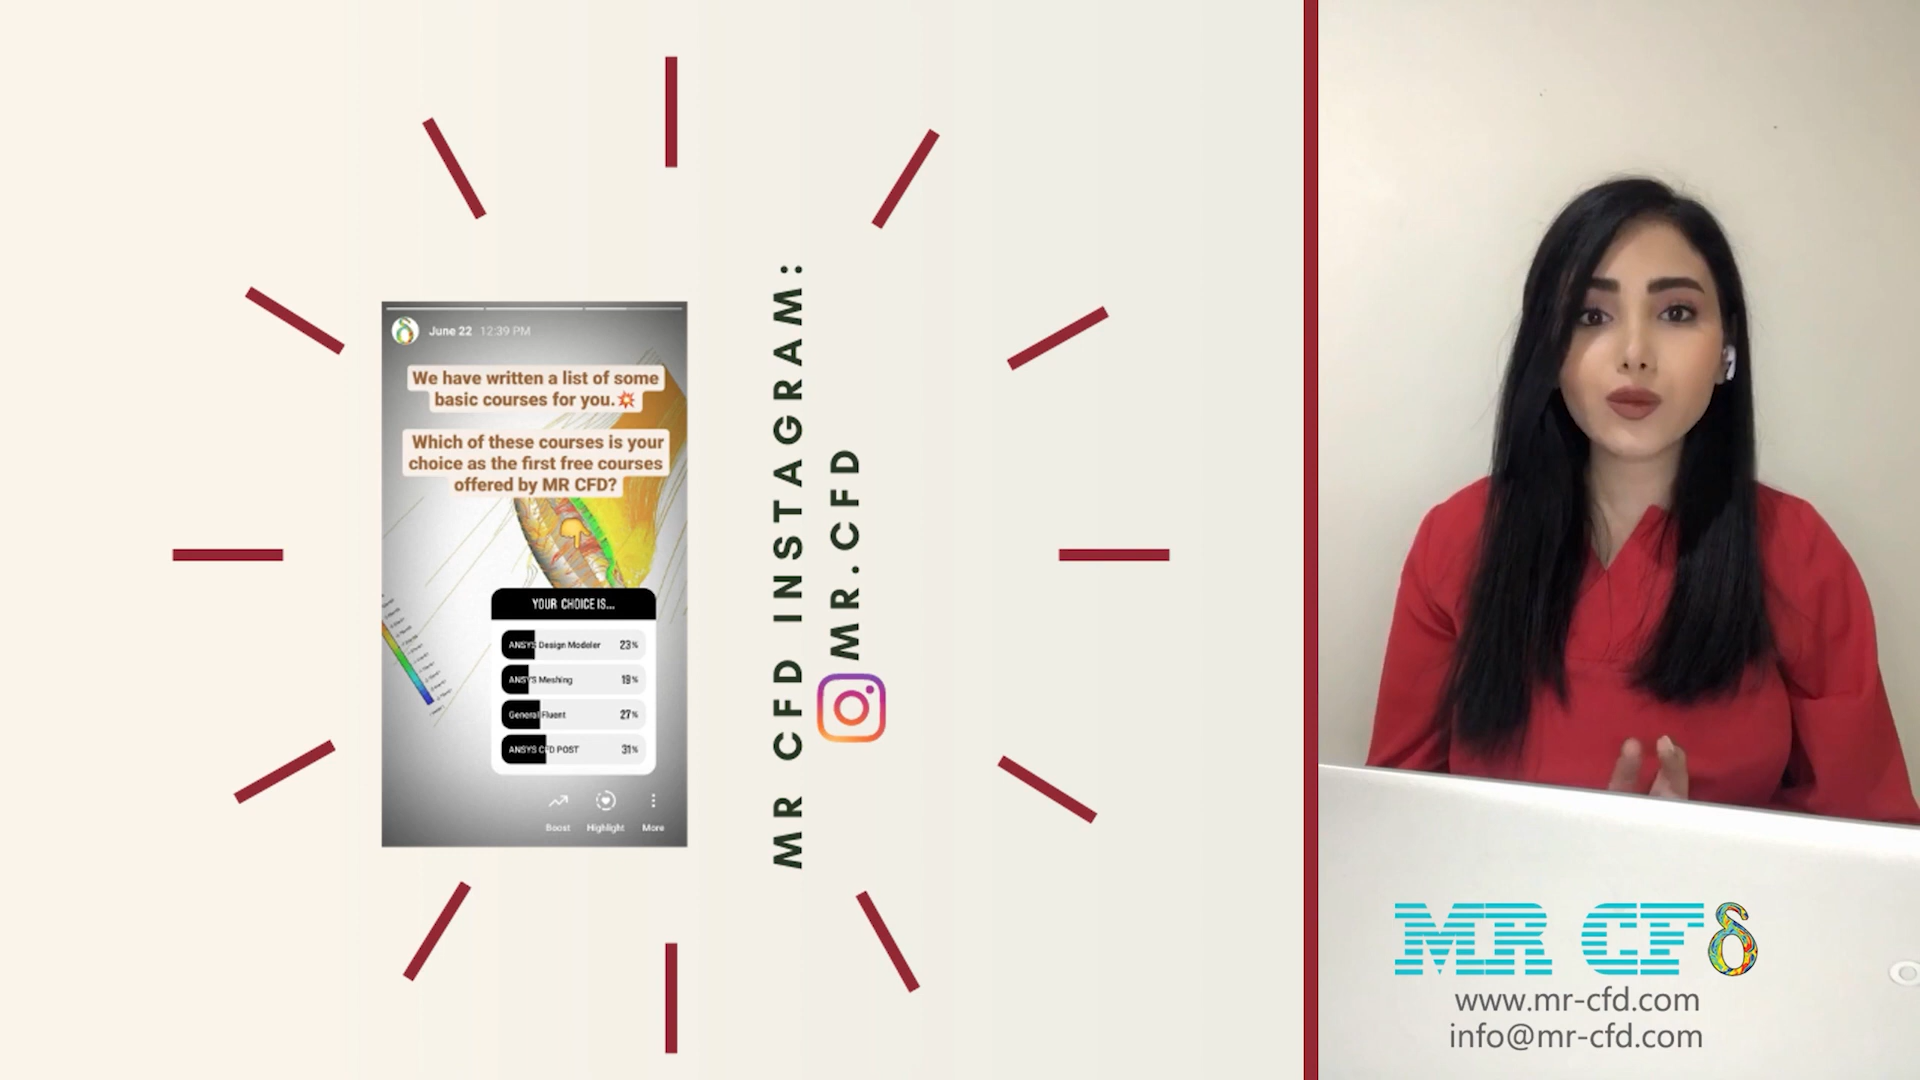 June 22 12:39 PM
We have written a list of some
basic courses for you.💥
Which of these courses is your
choice as the first free courses
offered by MR CFD?
YOUR CHOICE IS...
ANSYS Design Modeler 23%
ANSYS Meshing 19%
General Fluent 27%
ANSYS CFD POST 31%
Boost Highlight More
MR CFD INSTAGRAM:
MR.CFD
MR CFδ
www.mr-cfd.com
info@mr-cfd.com